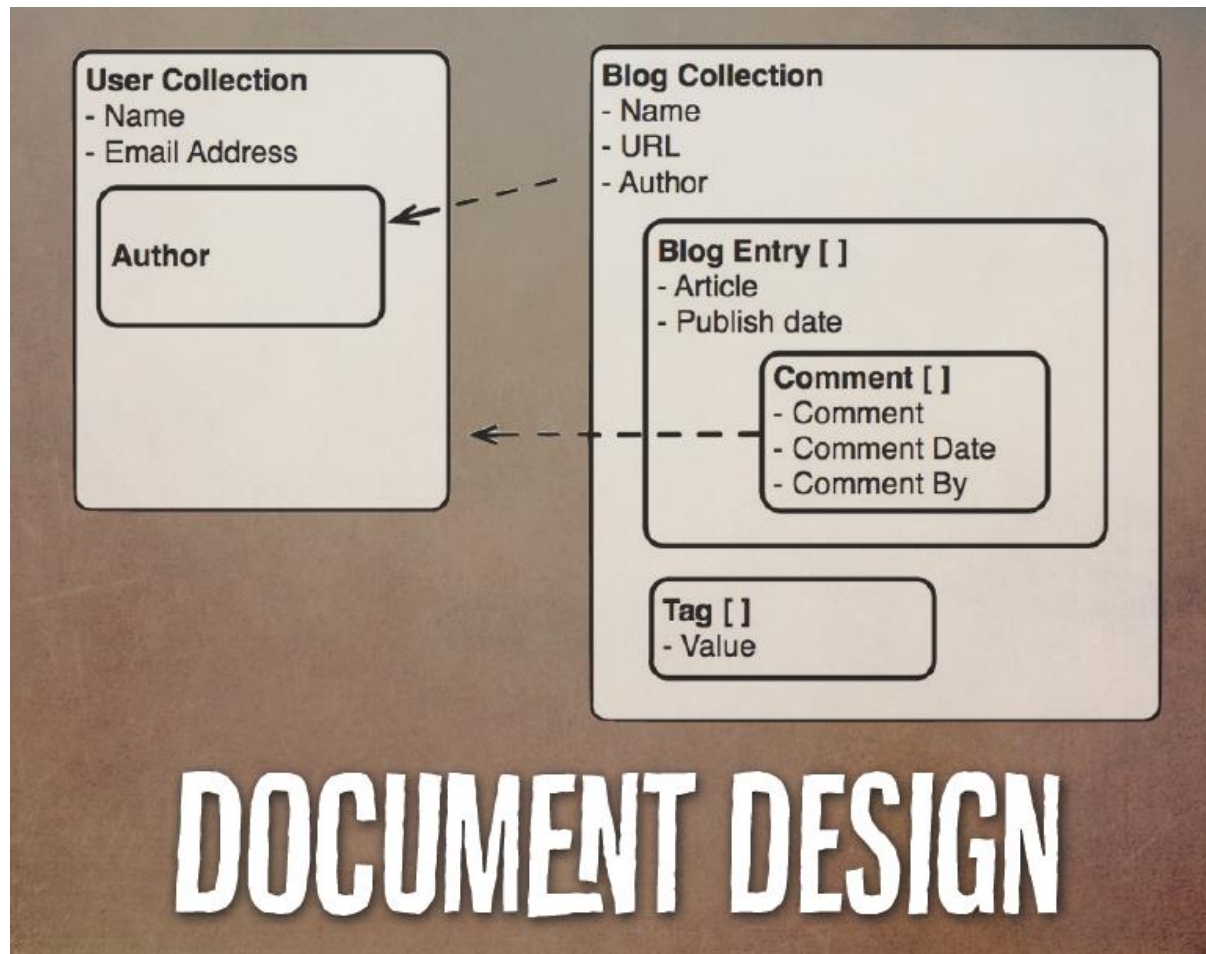 User Collection
- Name
- Email Address
Author
Blog Collection
- Name
- URL
- Author
Blog Entry [ ]
- Article
- Publish date
Comment [ ]
- Comment
- Comment Date
- Comment By
Tag [ ]
- Value
DOCUMENT DESIGN